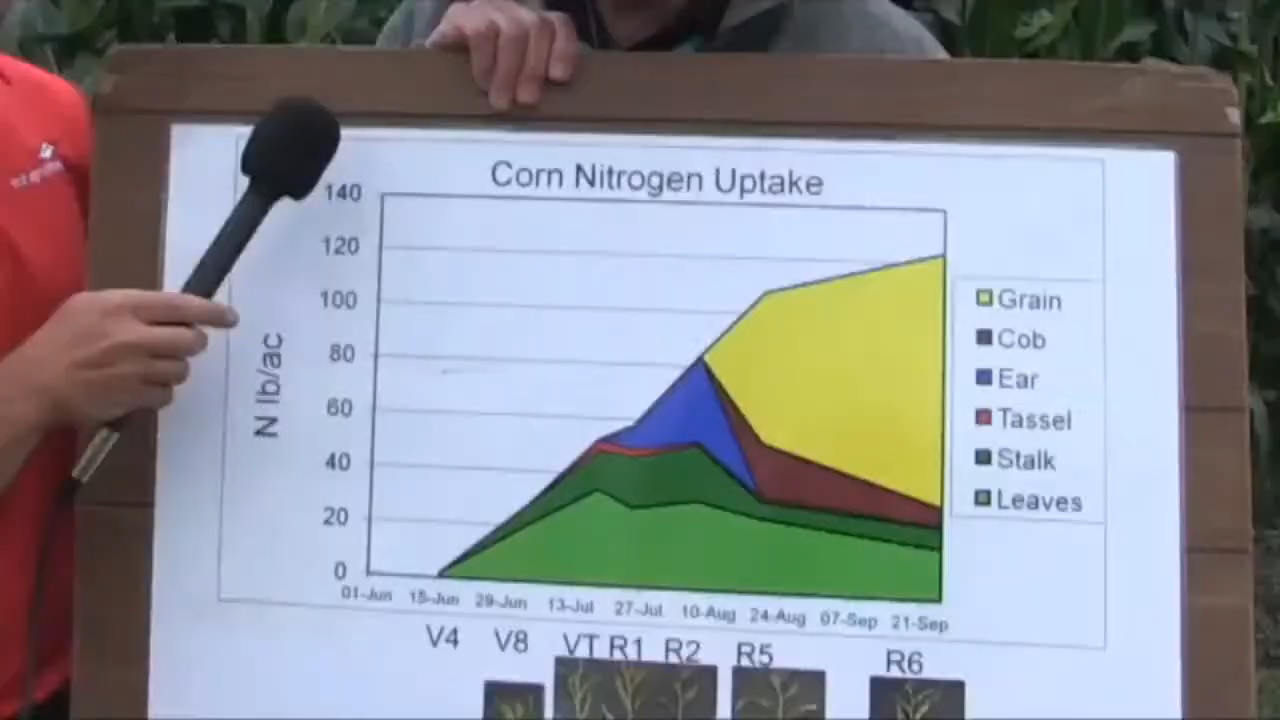 Corn Nitrogen Uptake
140
120
100
80
60
40
20
0
N lb/ac
01-Jun 15-Jun 29-Jun 13-Jul 27-Jul 10-Aug 24-Aug 07-Sep 21-Sep
V4 V8 VT R1 R2 R5 R6
Grain
Cob
Ear
Tassel
Stalk
Leaves